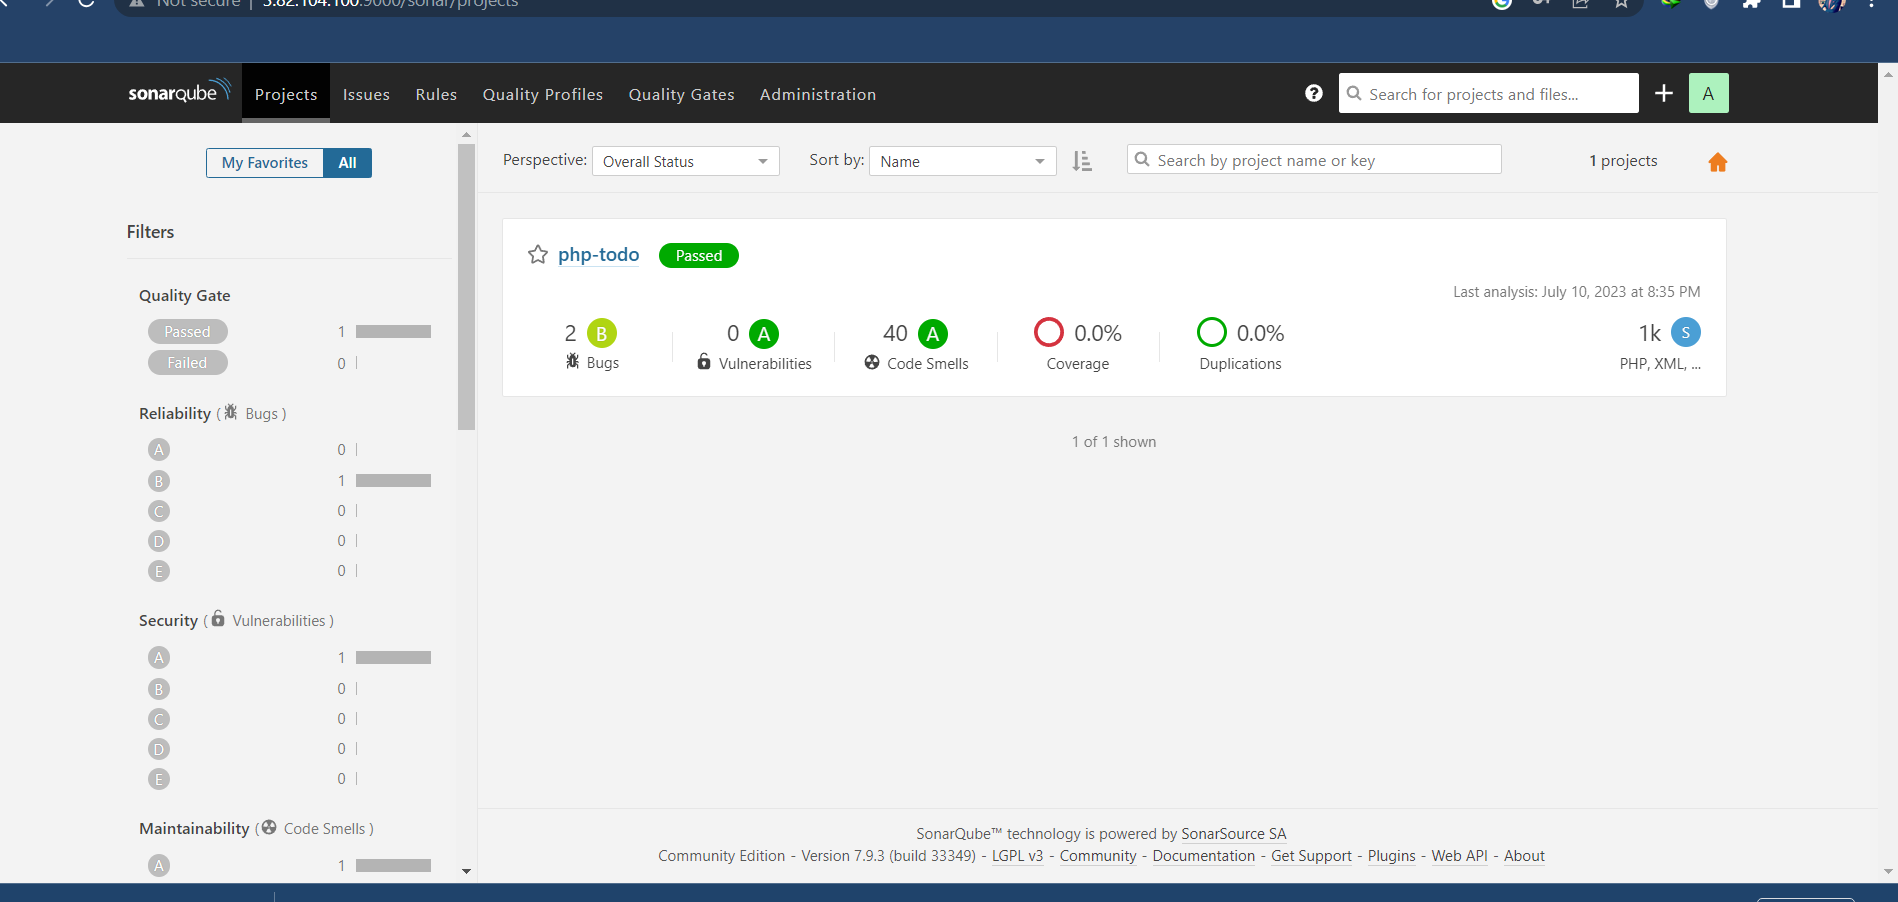 Not secure | 3.82.104.100:9000/sonar/projects
sonarqube Projects Issues Rules Quality Profiles Quality Gates Administration ? Search for projects and files... A
My Favorites All
Perspective: Overall Status Sort by: Name Search by project name or key 1 projects
Filters
php-todo Passed
Last analysis: July 10, 2023 at 8:35 PM
2 B 0 A 40 A 0.0% 0.0% 1k S
Bugs Vulnerabilities Code Smells Coverage Duplications PHP, XML, ...
1 of 1 shown
Quality Gate
Passed 1
Failed 0
Reliability ( Bugs )
A 0
B 1
C 0
D 0
E 0
Security ( Vulnerabilities )
A 1
B 0
C 0
D 0
E 0
Maintainability ( Code Smells )
A 1
SonarQube™ technology is powered by SonarSource SA
Community Edition - Version 7.9.3 (build 33349) - LGPL v3 - Community - Documentation - Get Support - Plugins - Web API - About